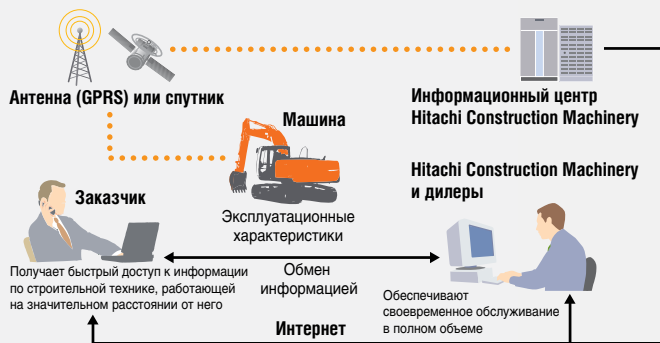 Антенна (GPRS) или спутник
Информационный центр
Hitachi Construction Machinery
Машина
Hitachi Construction Machinery
и дилеры
Заказчик
Эксплуатационные
характеристики
Получает быстрый доступ к информации
по строительной технике, работающей
на значительном расстоянии от него
Обмен
информацией
Обеспечивают
своевременное обслуживание
в полном объеме
Интернет